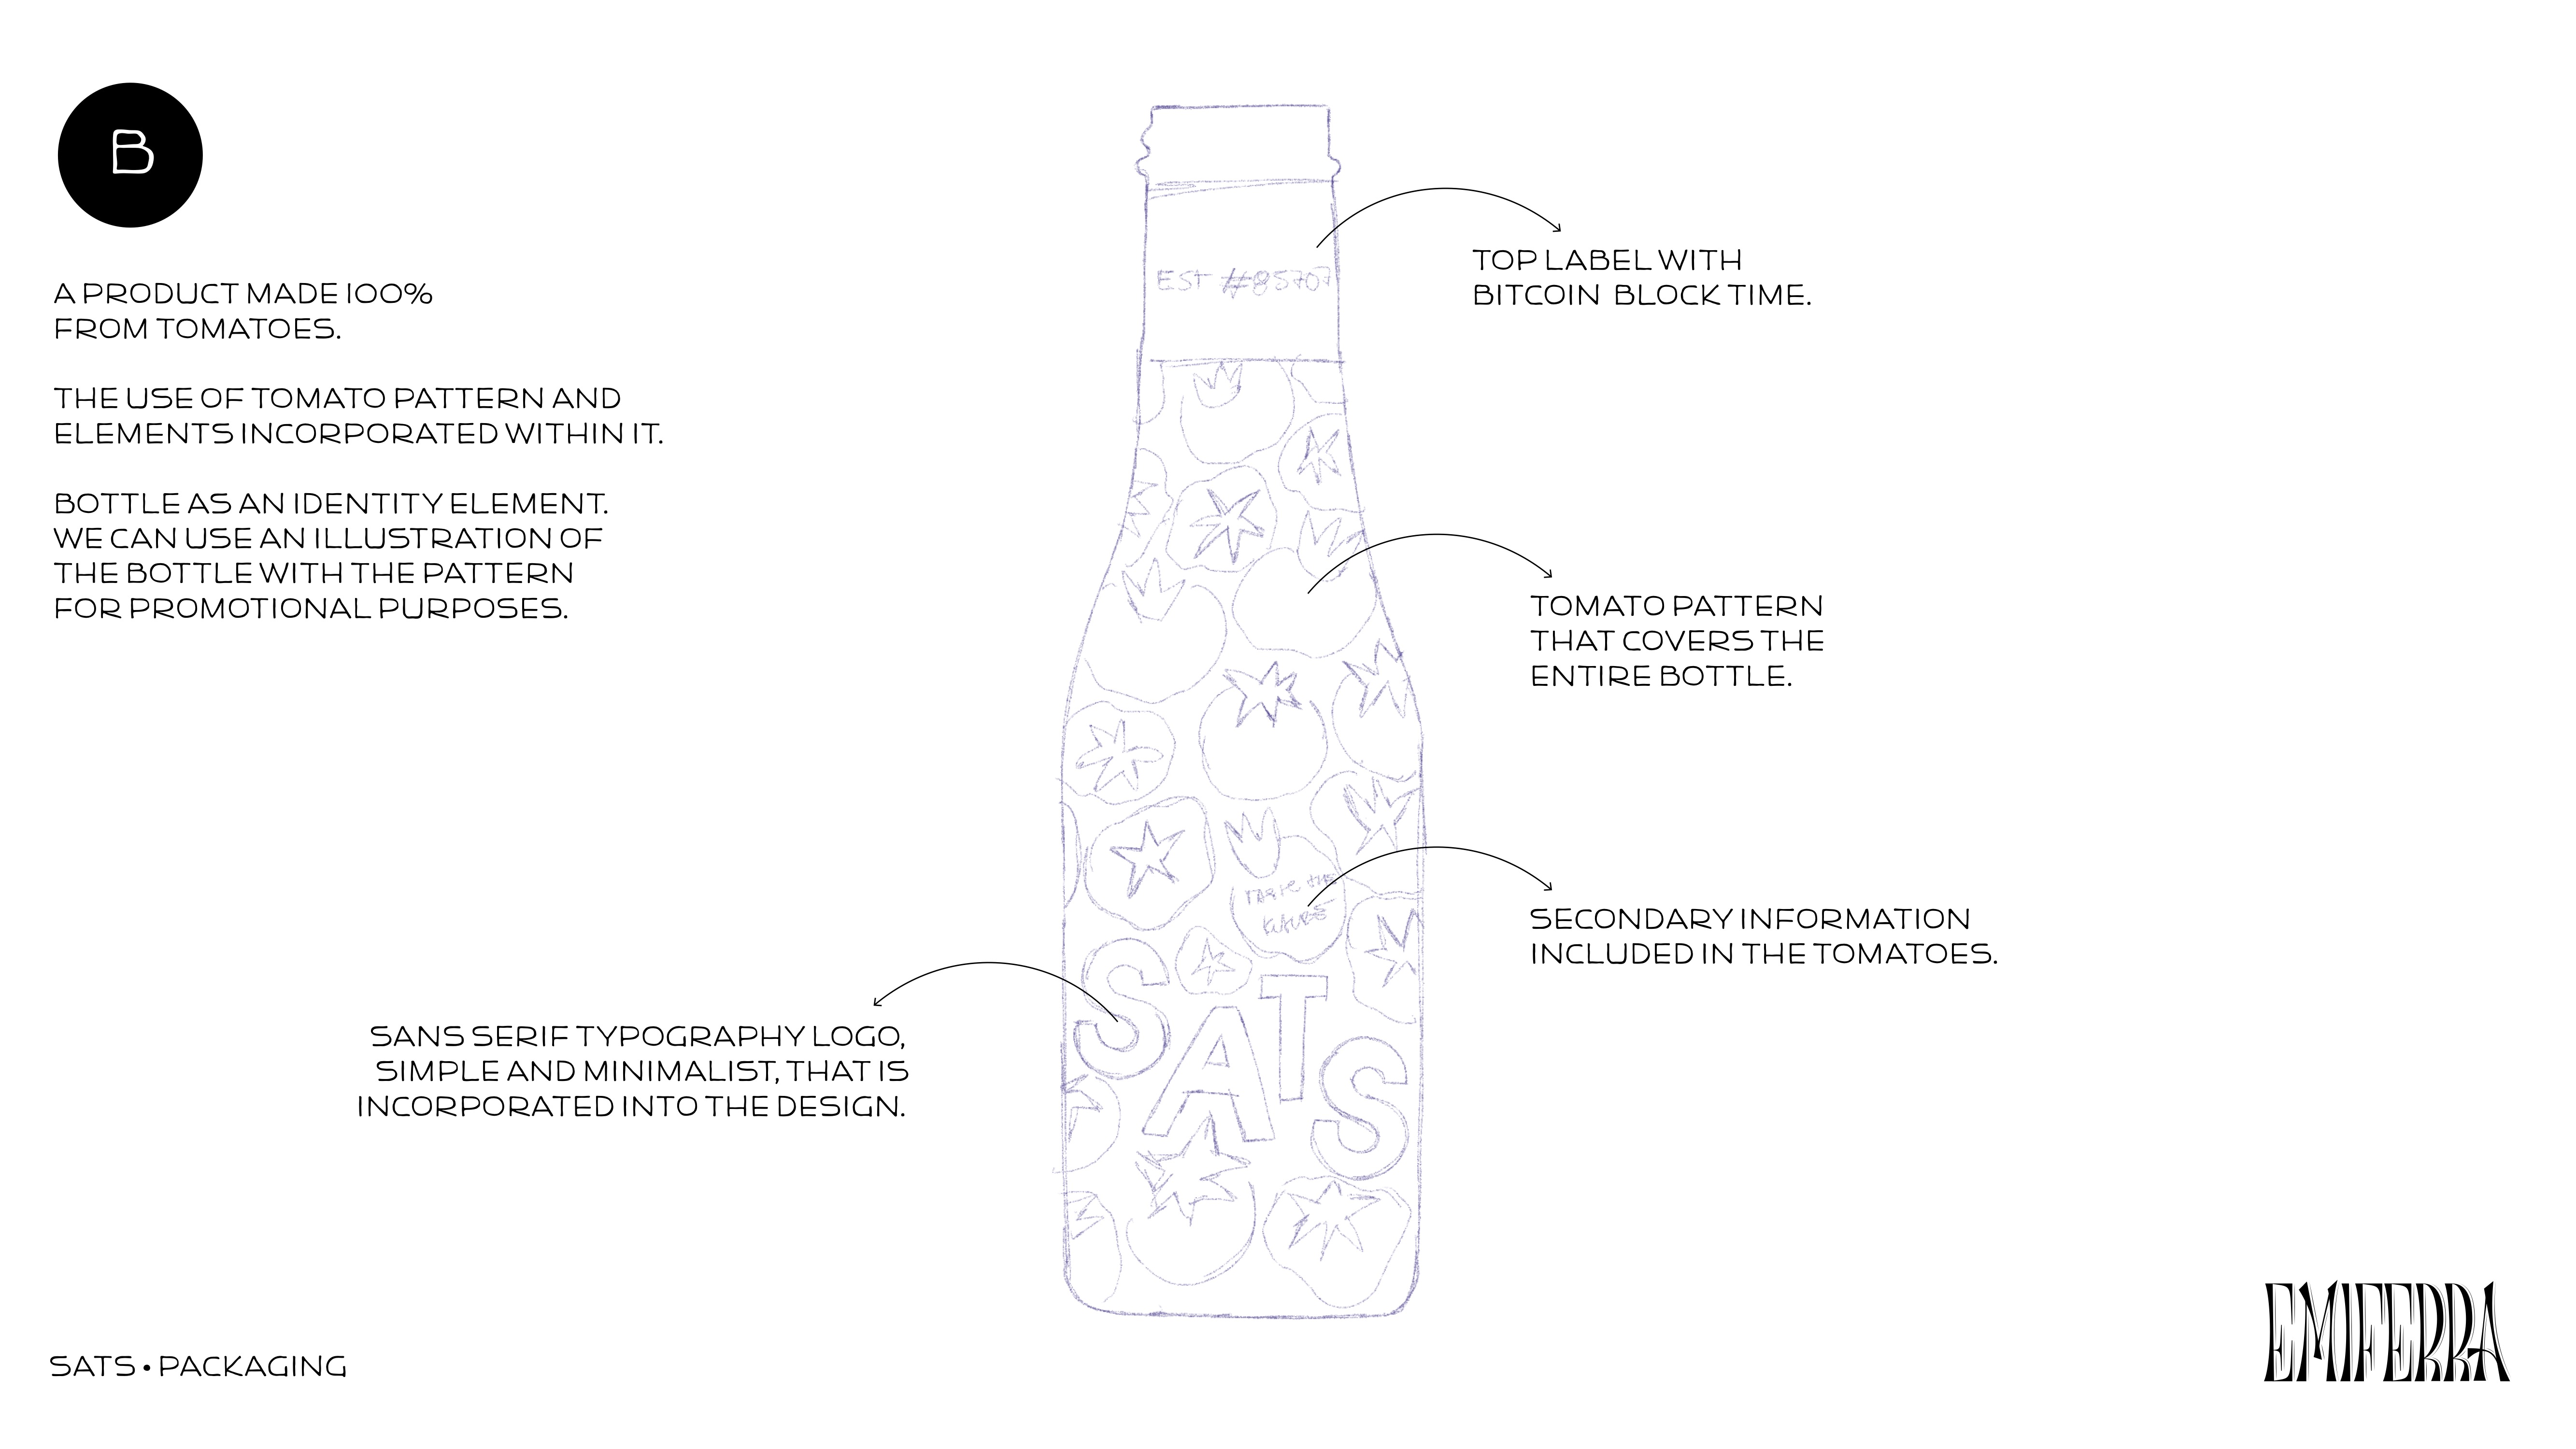 B
A PRODUCT MADE 100%
FROM TOMATOES.
THE USE OF TOMATO PATTERN AND
ELEMENTS INCORPORATED WITHIN IT.
BOTTLE AS AN IDENTITY ELEMENT.
WE CAN USE AN ILLUSTRATION OF
THE BOTTLE WITH THE PATTERN
FOR PROMOTIONAL PURPOSES.
EST #85707
TOP LABEL WITH
BITCOIN BLOCK TIME.
TOMATO PATTERN
THAT COVERS THE
ENTIRE BOTTLE.
TASTE THE
FUTURE
SECONDARY INFORMATION
INCLUDED IN THE TOMATOES.
SATS
SANS SERIF TYPOGRAPHY LOGO,
SIMPLE AND MINIMALIST, THAT IS
INCORPORATED INTO THE DESIGN.
SATS • PACKAGING
EMIFERRA